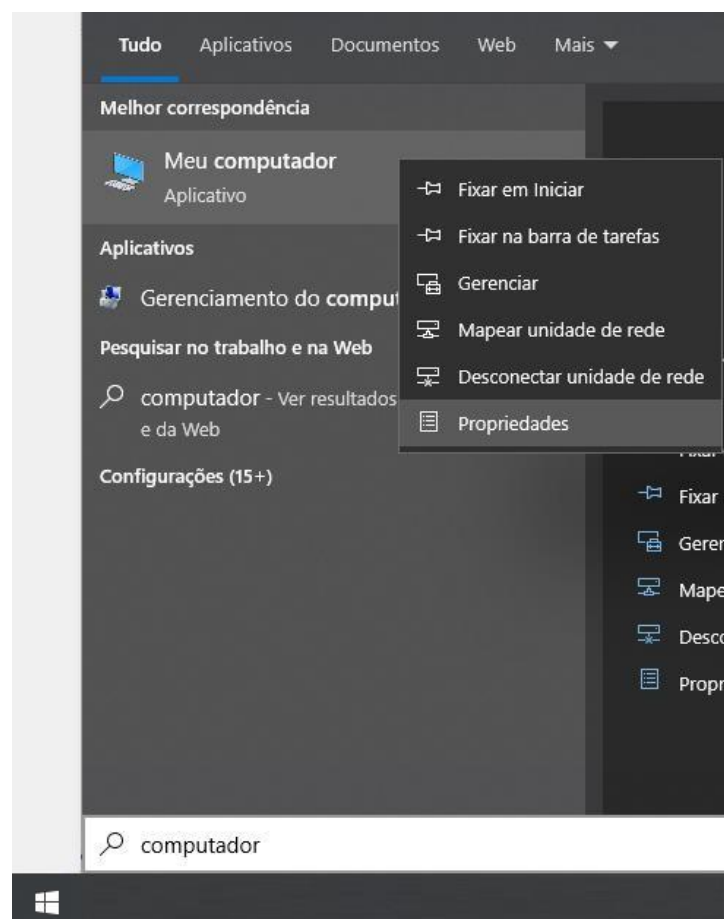 Tudo Aplicativos Documentos Web Mais
Melhor correspondência
Meu computador
Aplicativo
Fixar em Iniciar
Fixar na barra de tarefas
Gerenciar
Mapear unidade de rede
Desconectar unidade de rede
Propriedades
Aplicativos
Gerenciamento do comput
Pesquisar no trabalho e na Web
computador - Ver resultados
e da Web
Configurações (15+)
Fixar
Geren
Mape
Desco
Propr
computador